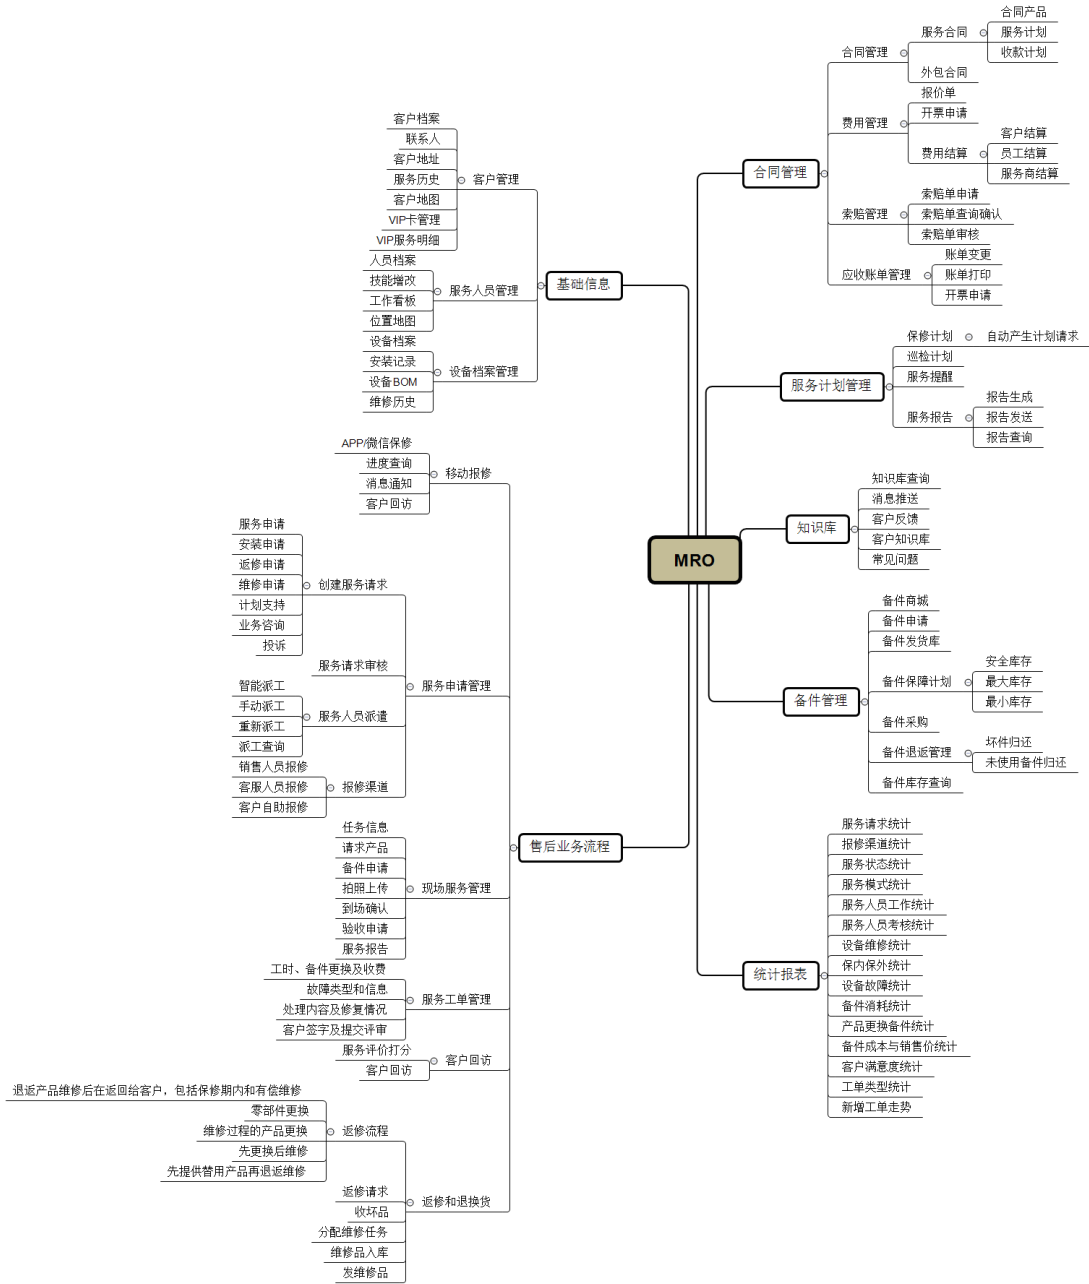 MRO
合同管理
合同管理
服务合同
合同产品
服务计划
收款计划
外包合同
费用管理
报价单
开票申请
费用结算
客户结算
员工结算
服务商结算
索赔管理
索赔单申请
索赔单查询确认
索赔单审核
应收账单管理
账单变更
账单打印
开票申请
服务计划管理
保修计划
自动产生计划请求
巡检计划
服务提醒
服务报告
报告生成
报告发送
报告查询
知识库
知识库查询
消息推送
客户反馈
客户知识库
常见问题
备件管理
备件商城
备件申请
备件发货库
备件保障计划
安全库存
最大库存
最小库存
备件采购
备件退返管理
坏件归还
未使用备件归还
备件库存查询
统计报表
服务请求统计
报修渠道统计
服务状态统计
服务模式统计
服务人员工作统计
服务人员考核统计
设备维修统计
保内保外统计
设备故障统计
备件消耗统计
产品更换备件统计
备件成本与销售价统计
客户满意度统计
工单类型统计
新增工单走势
基础信息
客户管理
客户档案
联系人
客户地址
服务历史
客户地图
VIP卡管理
VIP服务明细
服务人员管理
人员档案
技能增改
工作看板
位置地图
设备档案管理
设备档案
安装记录
设备BOM
维修历史
售后业务流程
移动报修
APP/微信保修
进度查询
消息通知
客户回访
服务申请管理
创建服务请求
服务申请
安装申请
返修申请
维修申请
计划支持
业务咨询
投诉
服务请求审核
服务人员派遣
智能派工
手动派工
重新派工
派工查询
报修渠道
销售人员报修
客服人员报修
客户自助报修
现场服务管理
任务信息
请求产品
备件申请
拍照上传
到场确认
验收申请
服务报告
服务工单管理
工时、备件更换及收费
故障类型和信息
处理内容及修复情况
客户签字及提交评审
客户回访
服务评价打分
客户回访
返修和退换货
返修流程
退返产品维修后在返回给客户，包括保修期内和有偿维修
零部件更换
维修过程的产品更换
先更换后维修
先提供替用产品再退返维修
返修请求
收坏品
分配维修任务
维修品入库
发维修品